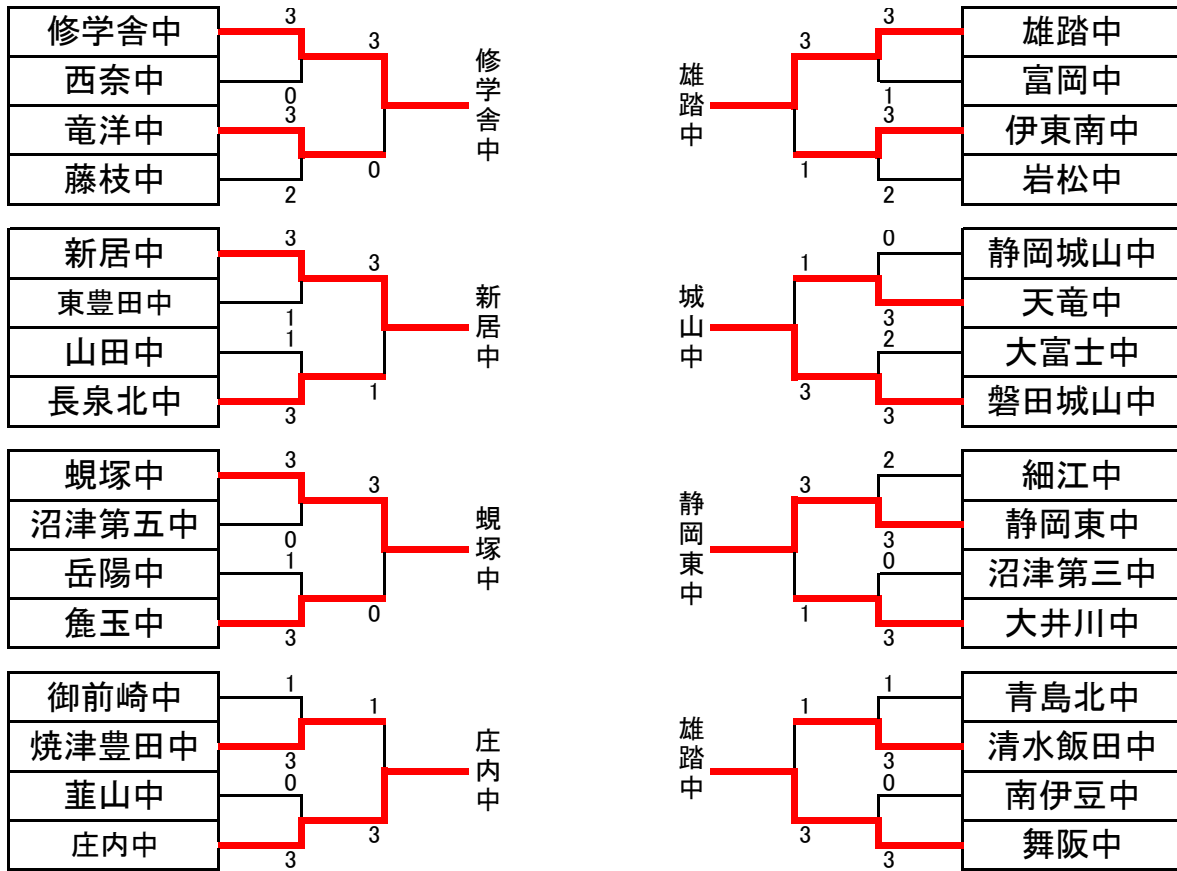 修学舎中
西奈中
竜洋中
藤枝中
3
0
3
2
3
0
修学舎中
雄踏中
3
1
3
1
3
2
雄踏中
富岡中
伊東南中
岩松中
新居中
東豊田中
山田中
長泉北中
3
1
1
3
3
1
新居中
城山中
1
3
0
3
2
3
静岡城山中
天竜中
大富士中
磐田城山中
蜆塚中
沼津第五中
岳陽中
麁玉中
3
0
1
3
3
0
蜆塚中
静岡東中
3
1
2
3
0
3
細江中
静岡東中
沼津第三中
大井川中
御前崎中
焼津豊田中
韮山中
庄内中
1
3
0
3
1
3
庄内中
雄踏中
1
3
1
3
0
3
青島北中
清水飯田中
南伊豆中
舞阪中